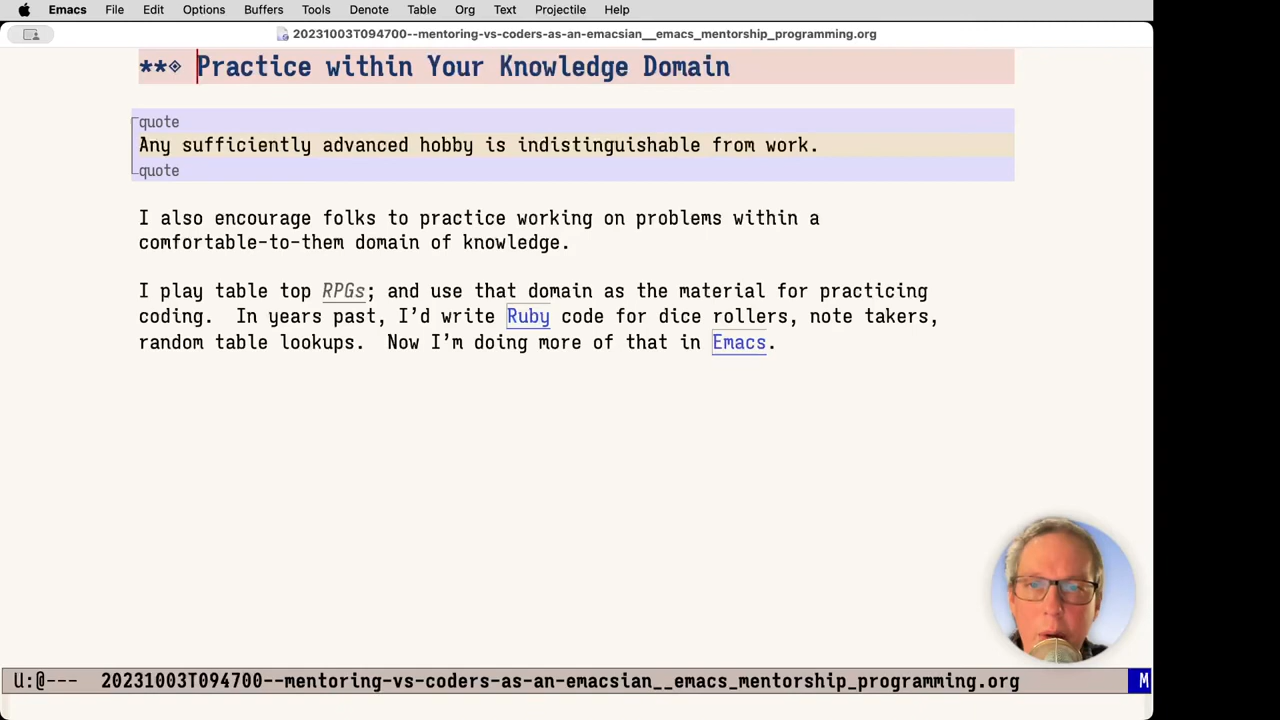 Emacs File Edit Options Buffers Tools Denote Table Org Text Projectile Help
20231003T094700--mentoring-vs-coders-as-an-emacsian__emacs_mentorship_programming.org
**◈ Practice within Your Knowledge Domain
quote
Any sufficiently advanced hobby is indistinguishable from work.
quote
I also encourage folks to practice working on problems within a
comfortable-to-them domain of knowledge.
I play table top RPGs; and use that domain as the material for practicing
coding.  In years past, I’d write Ruby code for dice rollers, note takers,
random table lookups.  Now I’m doing more of that in Emacs.
U:@--- 20231003T094700--mentoring-vs-coders-as-an-emacsian__emacs_mentorship_programming.org M